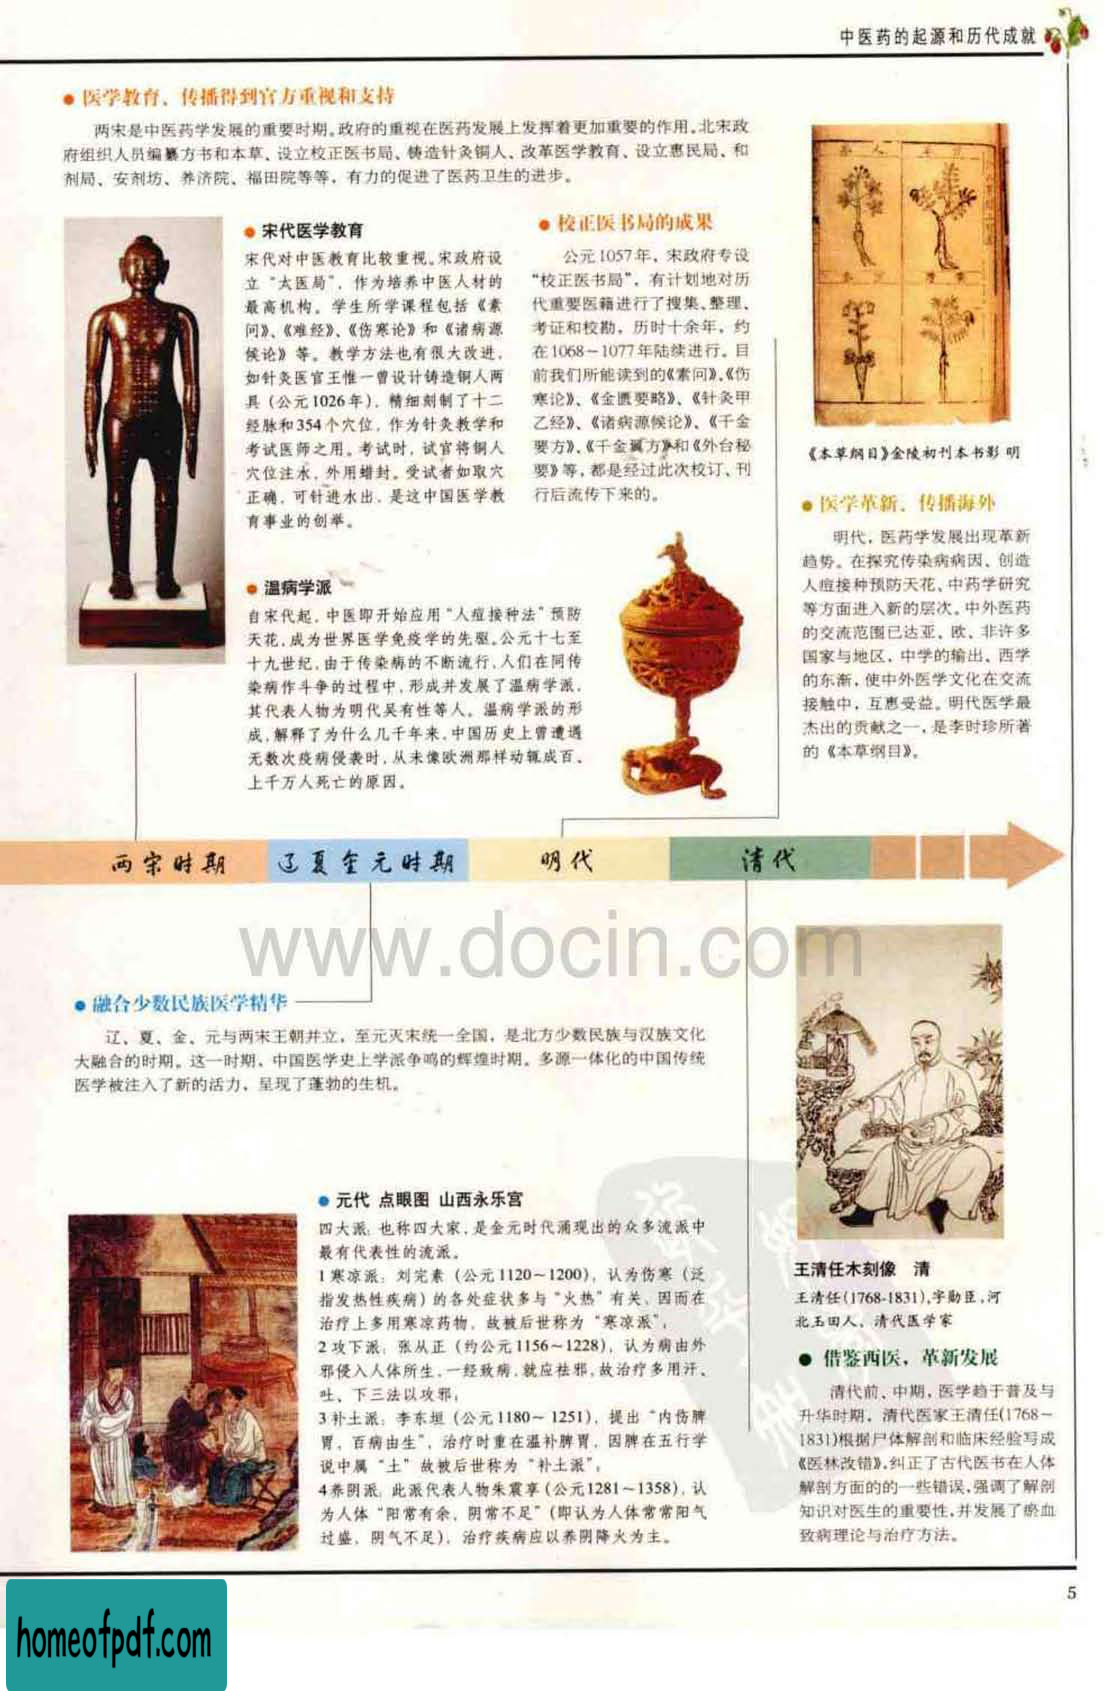 中医药的起源和历代成就
● 医学教育、传播得到官方重视和支持
两宋是中医药学发展的重要时期。政府的重视在医药发展上发挥着更加重要的作用。北宋政
府组织人员编纂方书和本草、设立校正医书局、铸造针灸铜人、改革医学教育、设立惠民局、和
剂局、安剂坊、养济院、福田院等等，有力的促进了医药卫生的进步。
● 宋代医学教育
宋代对中医教育比较重视。宋政府设
立“太医局”，作为培养中医人材的
最高机构。学生所学课程包括《素
问》、《难经》、《伤寒论》和《诸病源
候论》等。教学方法也有很大改进，
如针灸医官王惟一曾设计铸造铜人两
具（公元1026年），精细刻制了十二
经脉和354个穴位，作为针灸教学和
考试医师之用。考试时，试官将铜人
穴位注水，外用蜡封。受试者如取穴
正确，可针进水出，是这中国医学教
育事业的创举。
● 校正医书局的成果
公元1057年，宋政府专设
“校正医书局”，有计划地对历
代重要医籍进行了搜集、整理、
考证和校勘，历时十余年，约
在1068－1077年陆续进行。目
前我们所能读到的《素问》、《伤
寒论》、《金匮要略》、《针灸甲
乙经》、《诸病源候论》、《千金
要方》、《千金翼方》和《外台秘
要》等，都是经过此次校订、刊
行后流传下来的。
《本草纲目》金陵初刊本书影 明
● 医学革新、传播海外
明代，医药学发展出现革新
趋势。在探究传染病病因、创造
人痘接种预防天花、中药学研究
等方面进入新的层次。中外医药
的交流范围已达亚、欧、非许多
国家与地区，中学的输出、西学
的东渐，使中外医学文化在交流
接触中，互惠受益。明代医学最
杰出的贡献之一，是李时珍所著
的《本草纲目》。
● 温病学派
自宋代起，中医即开始应用“人痘接种法”预防
天花，成为世界医学免疫学的先驱。公元十七至
十九世纪，由于传染病的不断流行，人们在同传
染病作斗争的过程中，形成并发展了温病学派，
其代表人物为明代吴有性等人。温病学派的形
成，解释了为什么几千年来，中国历史上曾遭遇
无数次疫病侵袭时，从未像欧洲那样动辄成百、
上千万人死亡的原因。
两宋时期 辽夏金元时期 明代 清代
www.docin.com
● 融合少数民族医学精华
辽、夏、金、元与两宋王朝并立，至元灭宋统一全国，是北方少数民族与汉族文化
大融合的时期。这一时期，中国医学史上学派争鸣的辉煌时期。多源一体化的中国传统
医学被注入了新的活力，呈现了蓬勃的生机。
● 元代 点眼图 山西永乐宫
四大派：也称四大家，是金元时代涌现出的众多流派中
最有代表性的流派。
1寒凉派：刘完素（公元1120～1200），认为伤寒（泛
指发热性疾病）的各处症状多与“火热”有关，因而在
治疗上多用寒凉药物，故被后世称为“寒凉派”；
2攻下派：张从正（约公元1156～1228），认为病由外
邪侵入人体所生，一经致病，就应祛邪，故治疗多用汗、
吐、下三法以攻邪；
3补土派：李东垣（公元1180～1251），提出“内伤脾
胃，百病由生”，治疗时重在温补脾胃，因脾在五行学
说中属“土”故被后世称为“补土派”；
4养阴派：此派代表人物朱震享（公元1281～1358），认
为人体“阳常有余，阴常不足”（即认为人体常常阳气
过盛，阴气不足），治疗疾病应以养阴降火为主。
王清任木刻像 清
王清任(1768-1831)，字勋臣，河
北玉田人，清代医学家
● 借鉴西医，革新发展
清代前、中期，医学趋于普及与
升华时期，清代医家王清任(1768－
1831)根据尸体解剖和临床经验写成
《医林改错》，纠正了古代医书在人体
解剖方面的的一些错误，强调了解剖
知识对医生的重要性，并发展了瘀血
致病理论与治疗方法。
5
homeofpdf.com